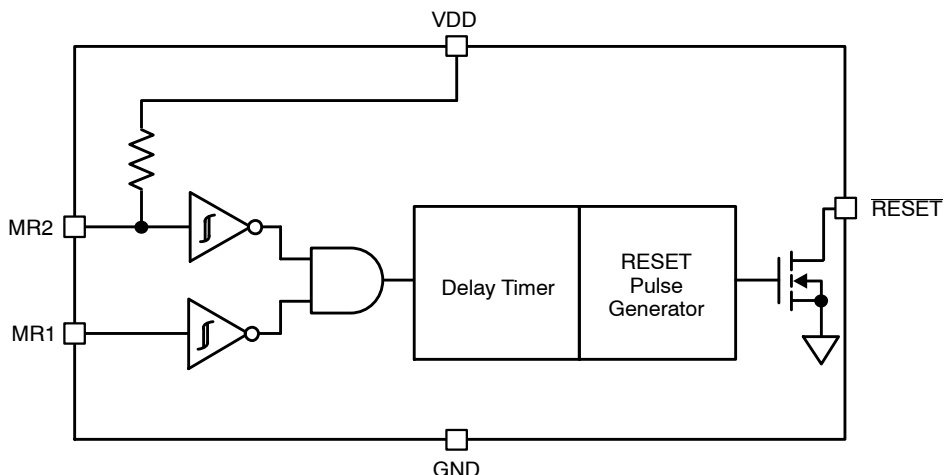 VDD
MR2
RESET
Delay Timer
RESET
Pulse
Generator
MR1
GND